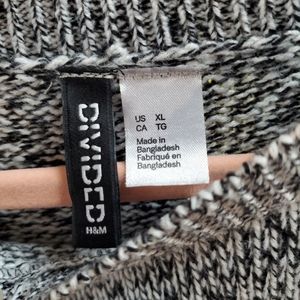 DIVIDED
H&M
US XL
CA TG
Made in
Bangladesh
Fabriqué en
Bangladesh